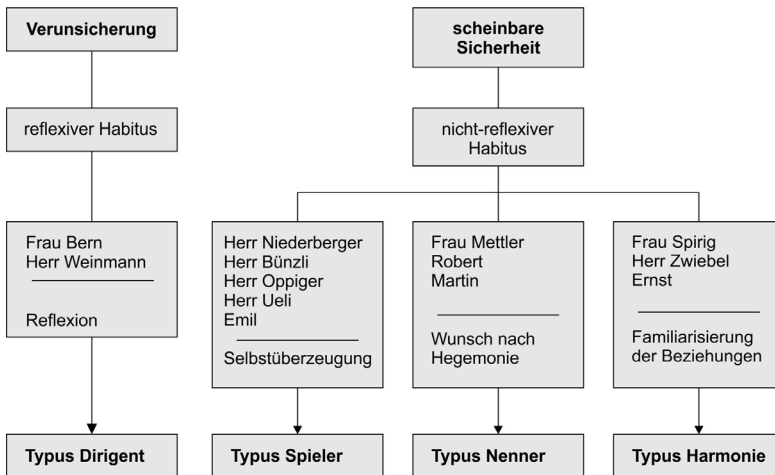 Verunsicherung
scheinbare
Sicherheit
reflexiver Habitus
nicht-reflexiver
Habitus
Frau Bern
Herr Weinmann
Reflexion
Herr Niederberger
Herr Bünzli
Herr Oppiger
Herr Ueli
Emil
Selbstüberzeugung
Frau Mettler
Robert
Martin
Wunsch nach
Hegemonie
Frau Spirig
Herr Zwiebel
Ernst
Familiarisierung
der Beziehungen
Typus Dirigent
Typus Spieler
Typus Nenner
Typus Harmonie